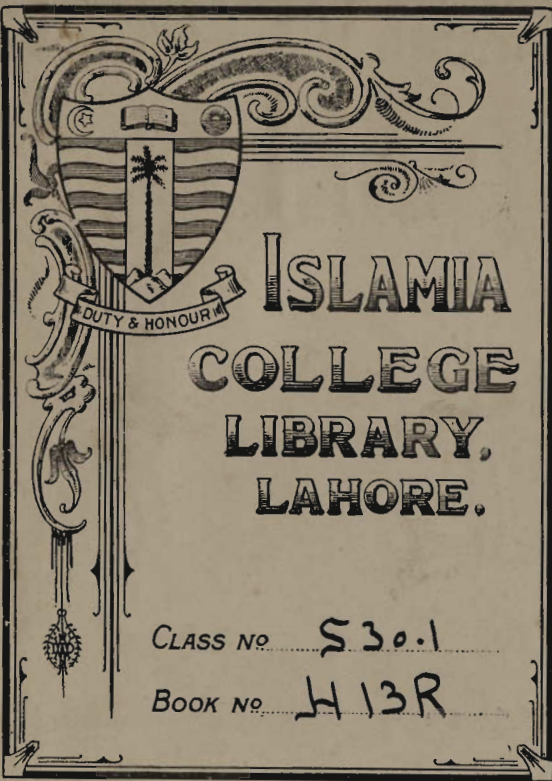 DUTY & HONOUR
ISLAMIA
COLLEGE
LIBRARY,
LAHORE.
CLASS NO 530.1
BOOK NO H13R